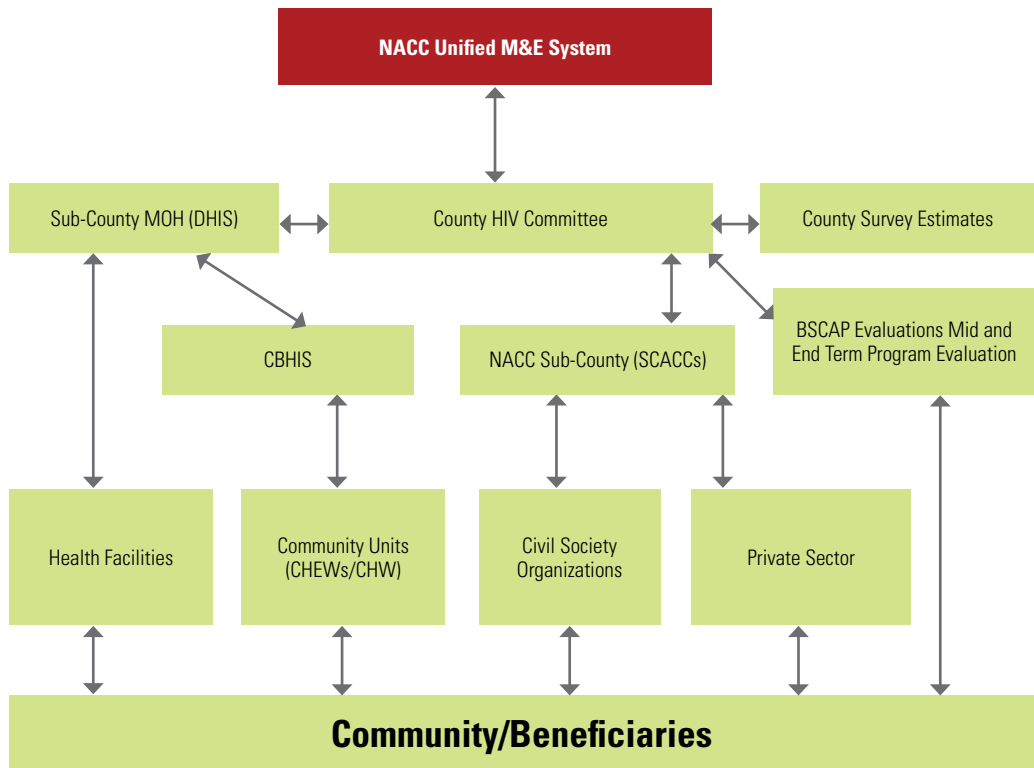 NACC Unified M&E System
Sub-County MOH (DHIS)
County HIV Committee
County Survey Estimates
BSCAP Evaluations Mid and
End Term Program Evaluation
CBHIS
NACC Sub-County (SCACCs)
Health Facilities
Community Units
(CHEWs/CHW)
Civil Society
Organizations
Private Sector
Community/Beneficiaries